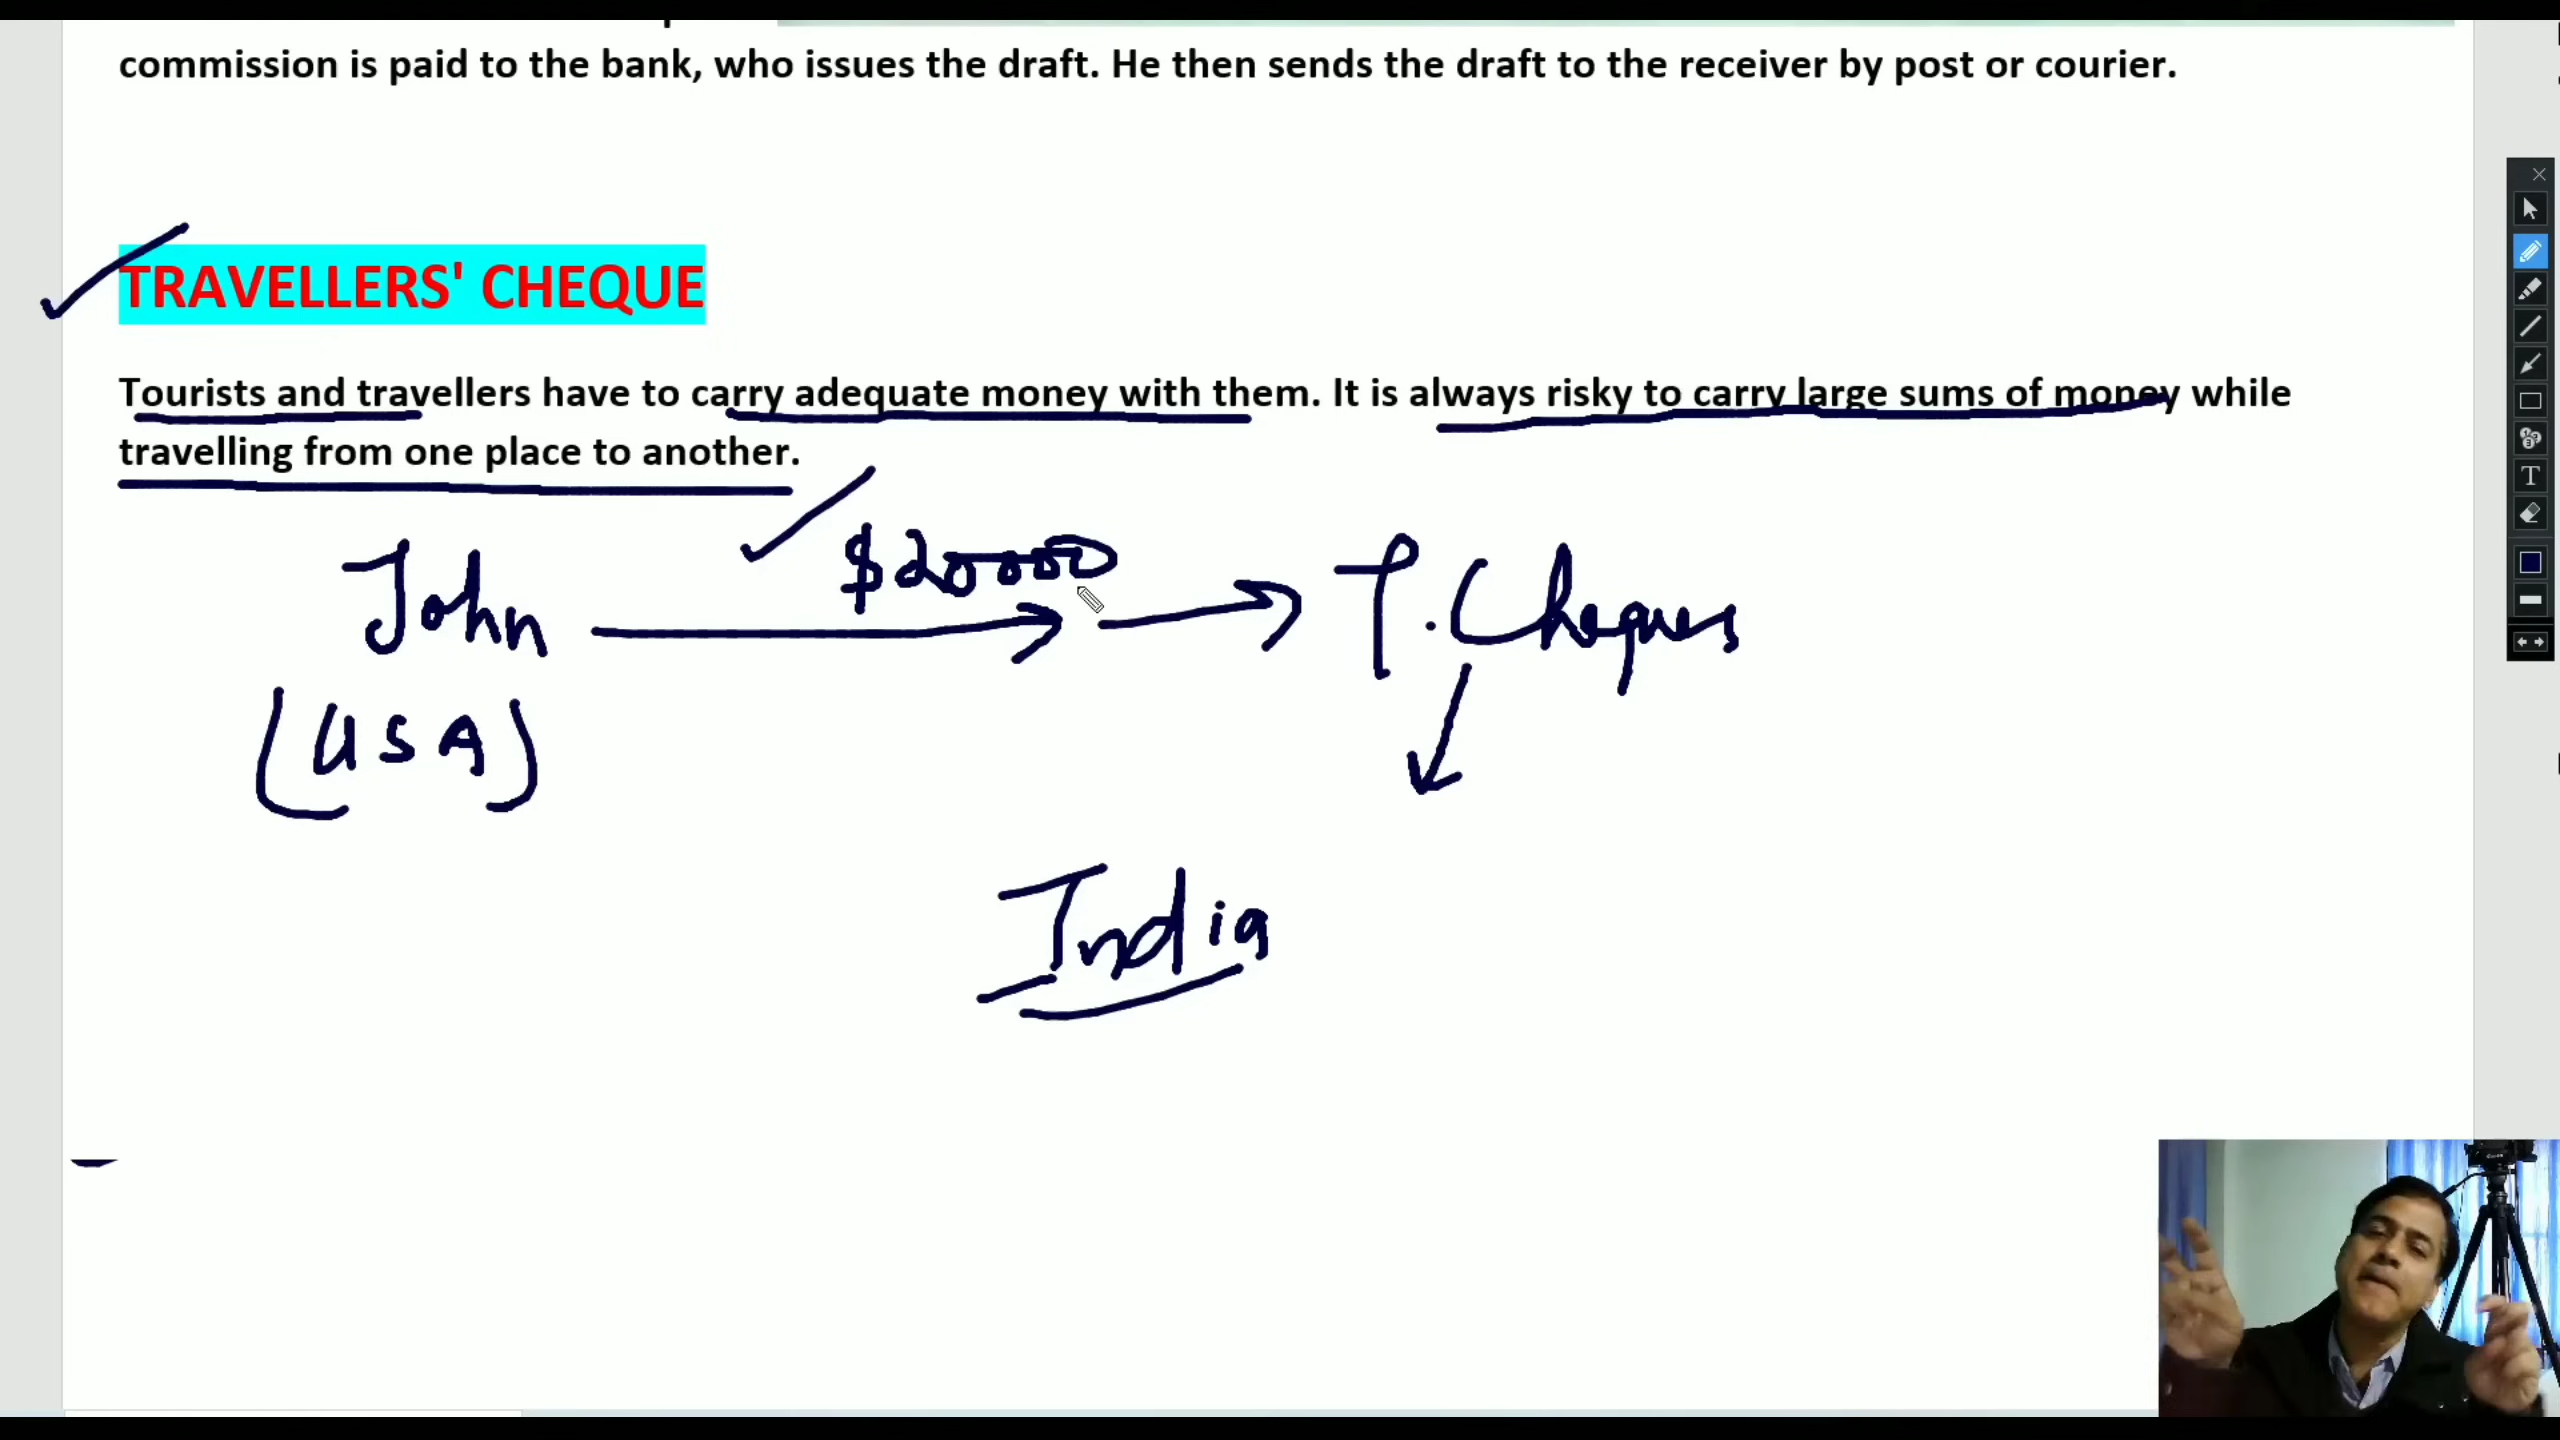 commission is paid to the bank, who issues the draft. He then sends the draft to the receiver by post or courier.
TRAVELLERS' CHEQUE
Tourists and travellers have to carry adequate money with them. It is always risky to carry large sums of money while
travelling from one place to another.
John $20000 T. Cheques
(USA)
India